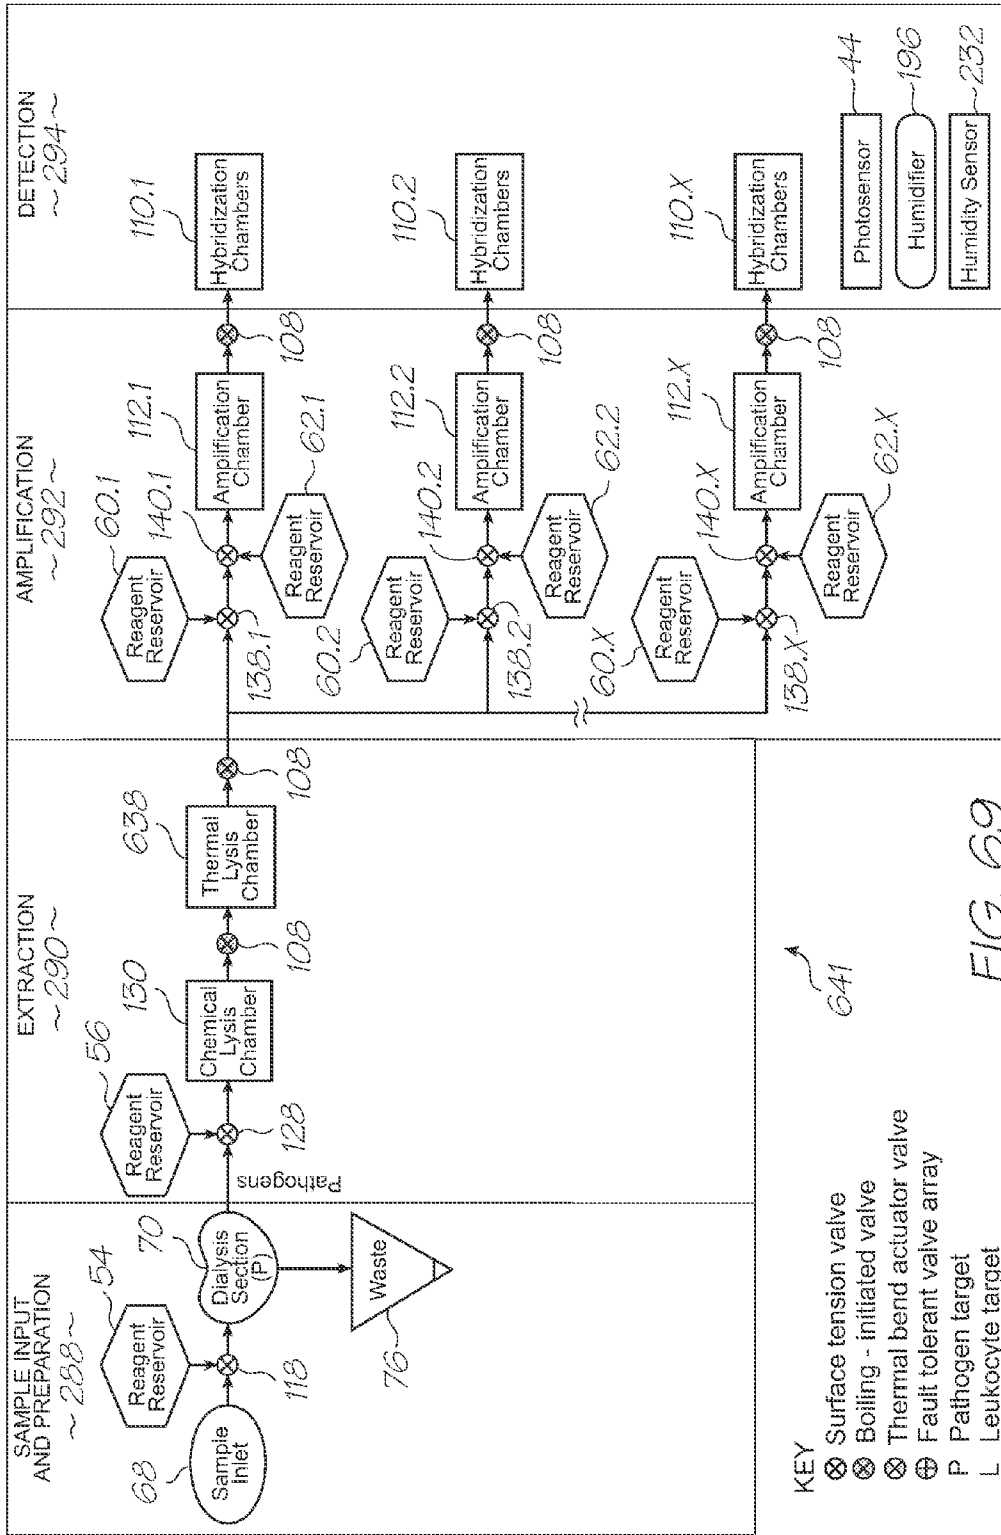 SAMPLE INPUT
AND PREPARATION
~288~
EXTRACTION
~290~
AMPLIFICATION
~292~
DETECTION
~294~
68
Sample
Inlet
54
Reagent
Reservoir
118
70
Dialysis
Section
(P)
76
Waste
Pathogens
56
Reagent
Reservoir
128
130
Chemical
Lysis
Chamber
108
638
Thermal
Lysis
Chamber
108
60.1
Reagent
Reservoir
138.1
140.1
62.1
Reagent
Reservoir
112.1
Amplification
Chamber
108
110.1
Hybridization
Chambers
60.2
Reagent
Reservoir
138.2
140.2
62.2
Reagent
Reservoir
112.2
Amplification
Chamber
108
110.2
Hybridization
Chambers
60.X
Reagent
Reservoir
138.X
140.X
62.X
Reagent
Reservoir
112.X
Amplification
Chamber
108
110.X
Hybridization
Chambers
KEY
Surface tension valve
Boiling - initiated valve
Thermal bend actuator valve
Fault tolerant valve array
P Pathogen target
L Leukocyte target
641
FIG. 69
Photosensor 44
Humidifier 196
Humidity Sensor 232